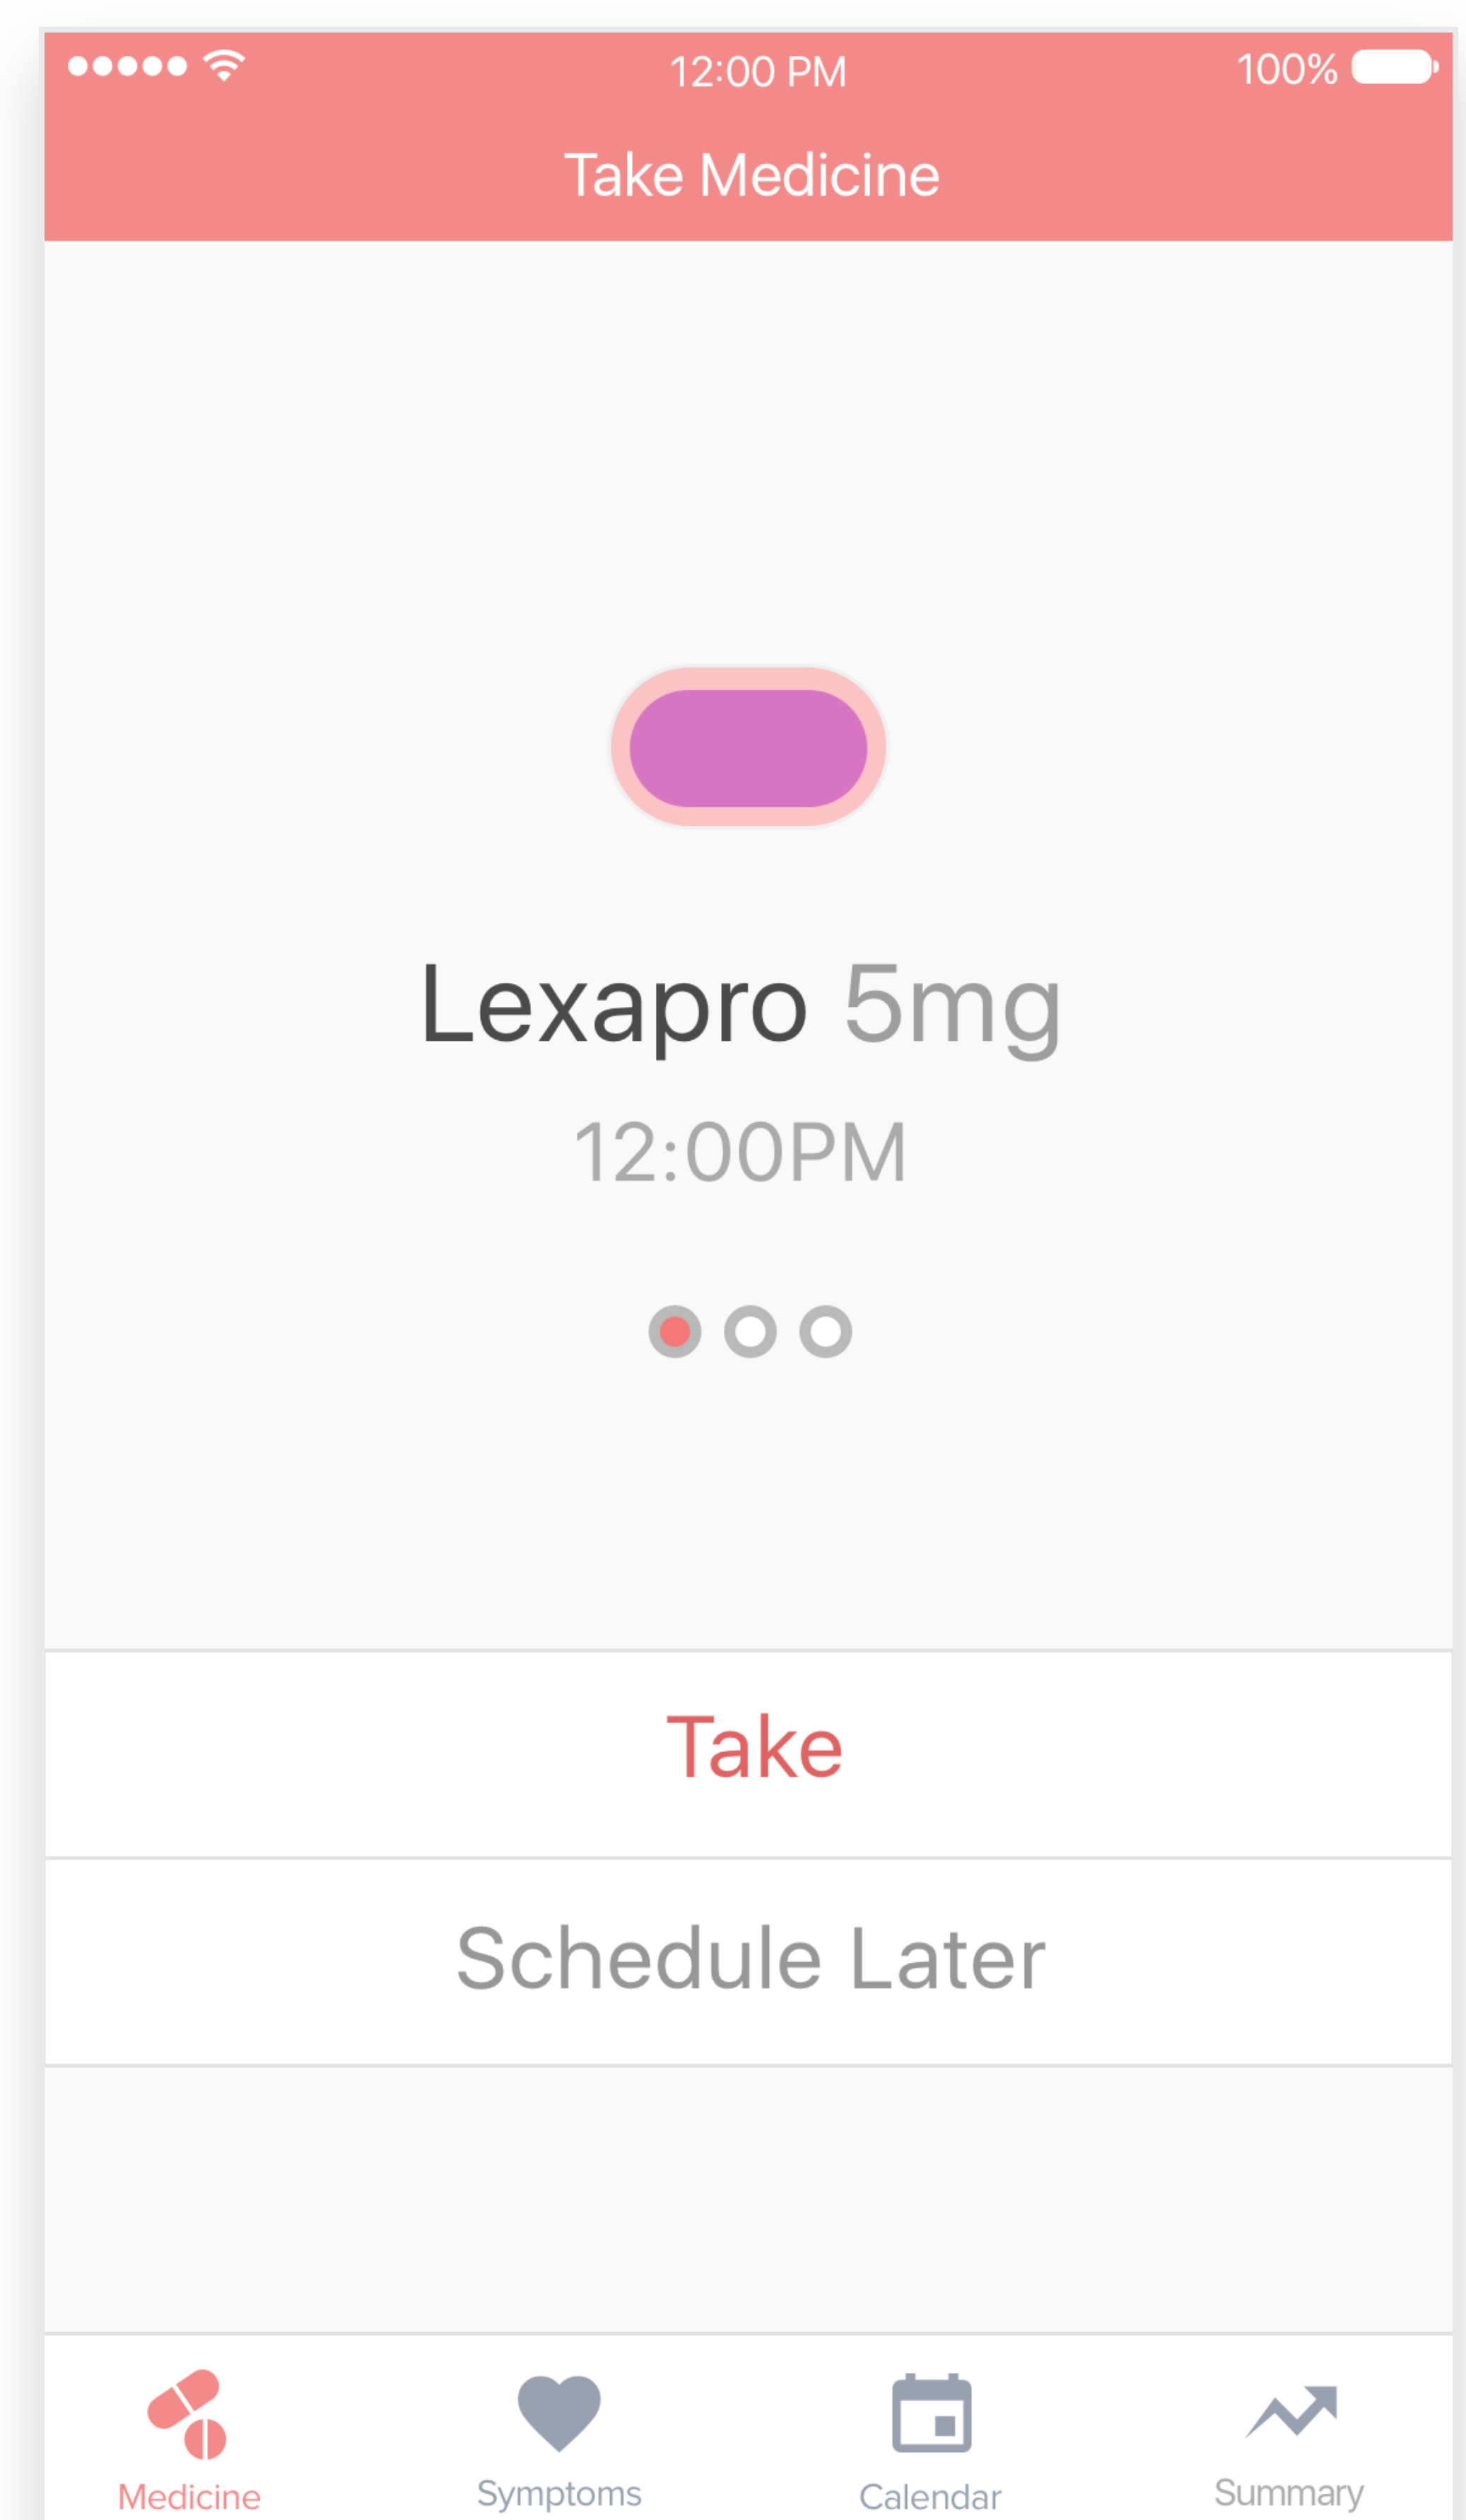 12:00 PM 100%
Take Medicine
Lexapro 5mg
12:00PM
Take
Schedule Later
Medicine Symptoms Calendar Summary